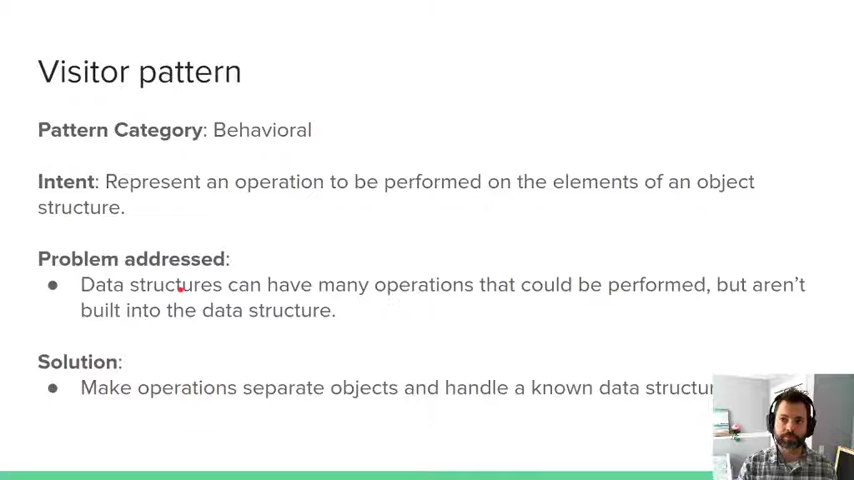 Visitor pattern
Pattern Category: Behavioral
Intent: Represent an operation to be performed on the elements of an object
structure.
Problem addressed:
● Data structures can have many operations that could be performed, but aren't
built into the data structure.
Solution:
● Make operations separate objects and handle a known data